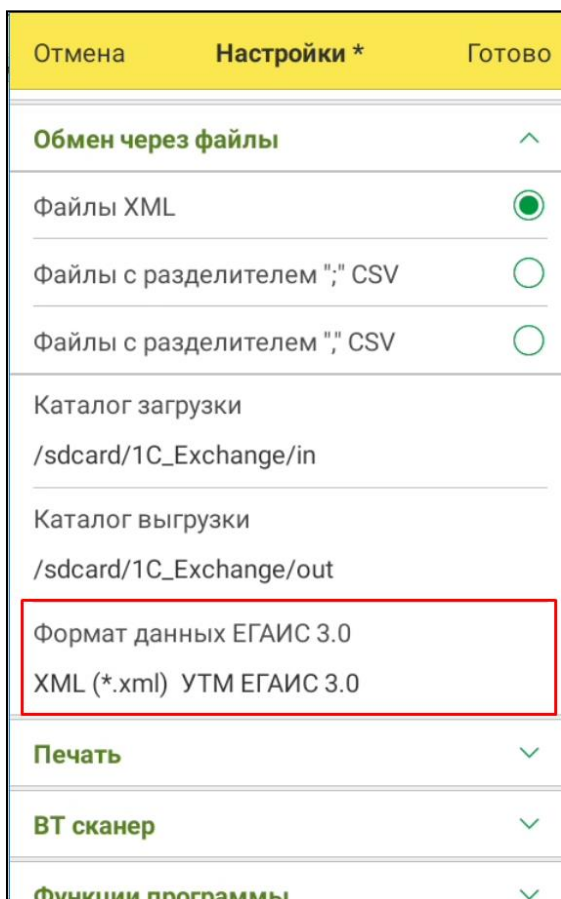 Отмена Настройки * Готово
Обмен через файлы
Файлы XML
Файлы с разделителем ";" CSV
Файлы с разделителем "," CSV
Каталог загрузки
/sdcard/1C_Exchange/in
Каталог выгрузки
/sdcard/1C_Exchange/out
Формат данных ЕГАИС 3.0
XML (*.xml) УТМ ЕГАИС 3.0
Печать
ВТ сканер
Функции программы